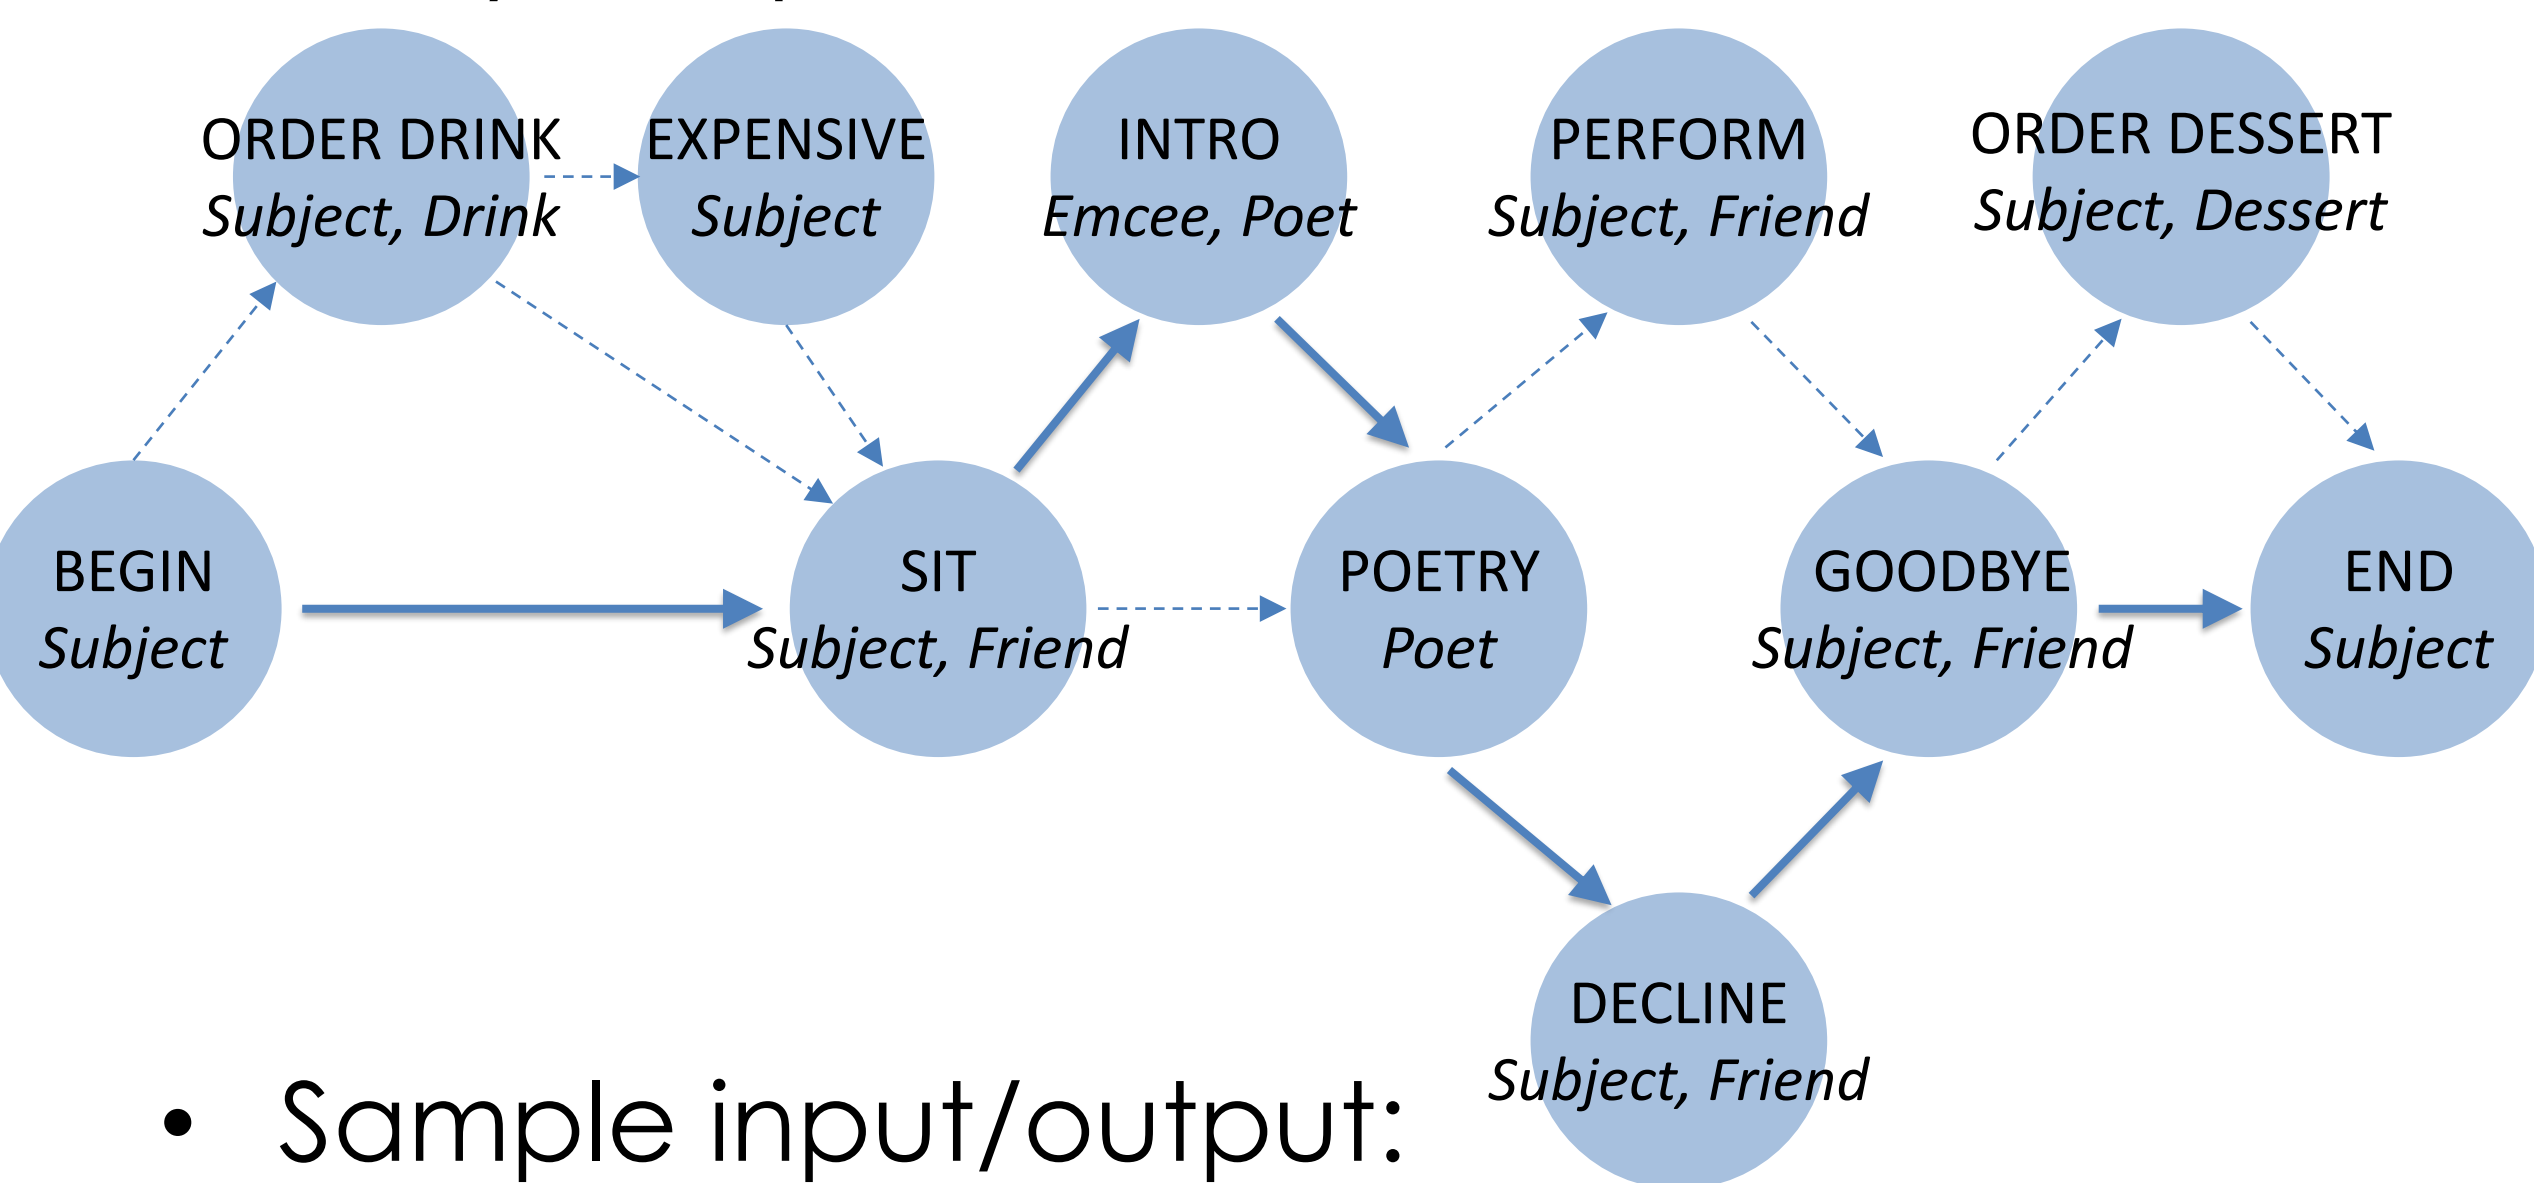 ORDER DRINK
Subject, Drink
EXPENSIVE
Subject
INTRO
Emcee, Poet
PERFORM
Subject, Friend
ORDER DESSERT
Subject, Dessert
BEGIN
Subject
SIT
Subject, Friend
POETRY
Poet
GOODBYE
Subject, Friend
END
Subject
DECLINE
Subject, Friend
• Sample input/output: